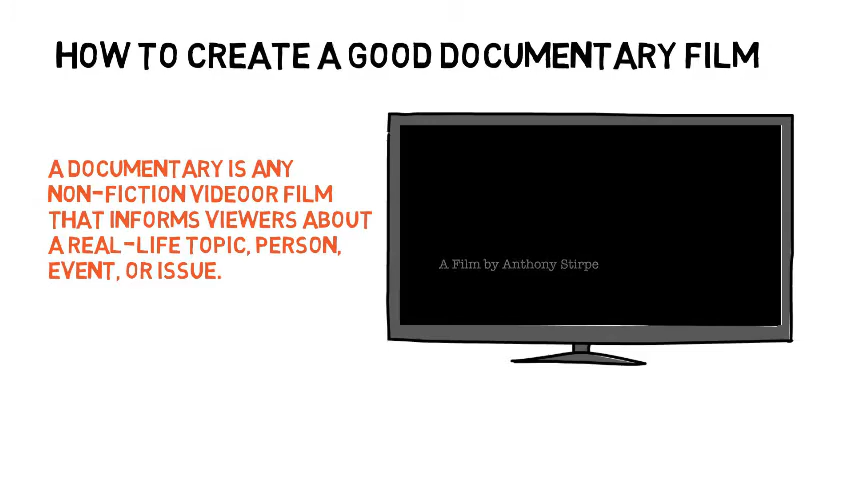 HOW TO CREATE A GOOD DOCUMENTARY FILM
A DOCUMENTARY IS ANY
NON-FICTION VIDEOOR FILM
THAT INFORMS VIEWERS ABOUT
A REAL-LIFE TOPIC, PERSON,
EVENT, OR ISSUE.
A Film by Anthony Stirpe